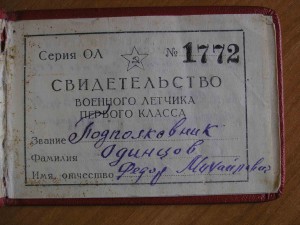 Серия ОЛ № 1772
СВИДЕТЕЛЬСТВО
ВОЕННОГО ЛЕТЧИКА
ПЕРВОГО КЛАССА
Звание Подполковник
Фамилия Одинцов
Имя, отчество Федор Михайлович